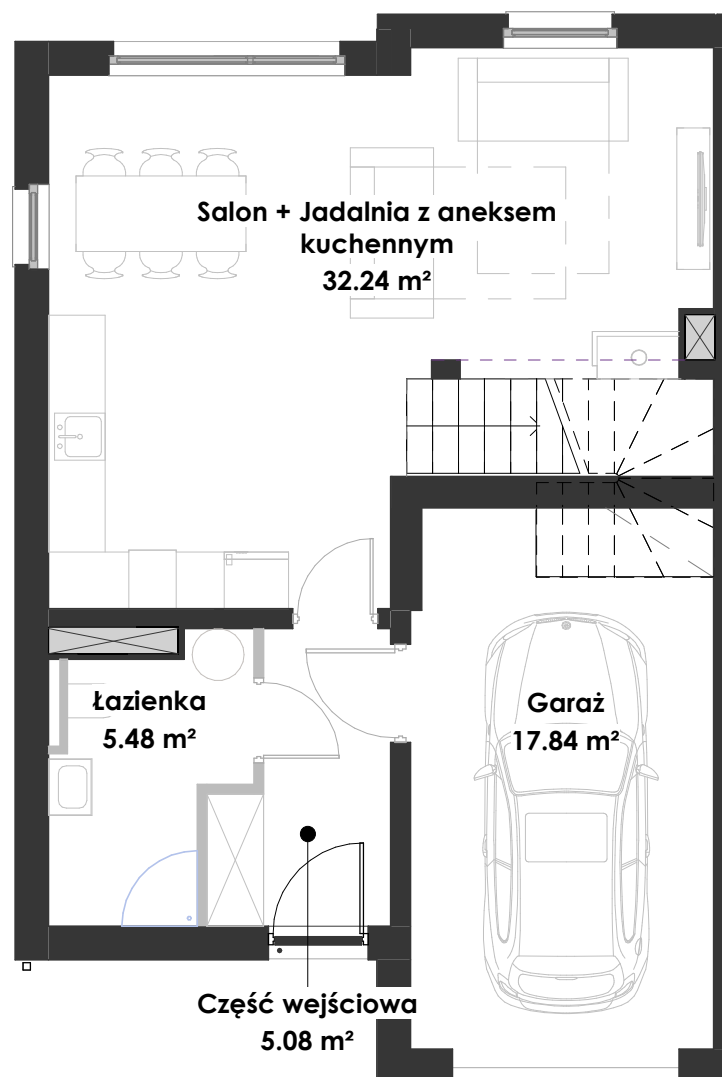 Salon + Jadalnia z aneksem
kuchennym
32.24 m²
Łazienka
5.48 m²
Garaż
17.84 m²
Część wejściowa
5.08 m²